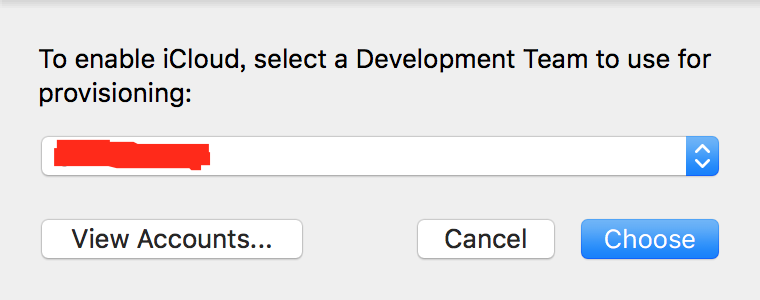 To enable iCloud, select a Development Team to use for
provisioning:
View Accounts...
Cancel
Choose